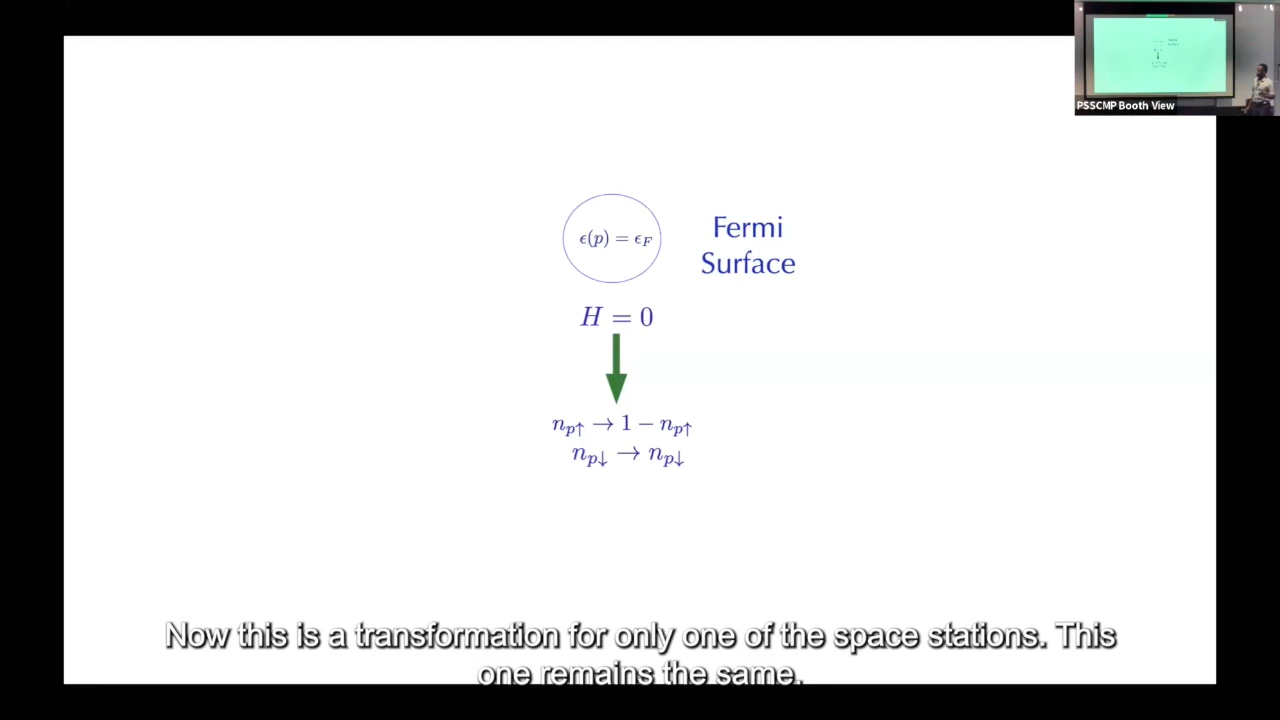 PSSCMP Booth View
ϵ(p) = ϵ_F
Fermi
Surface
H = 0
n_{p↑} → 1 − n_{p↑}
n_{p↓} → n_{p↓}
Now this is a transformation for only one of the space stations. This
one remains the same.